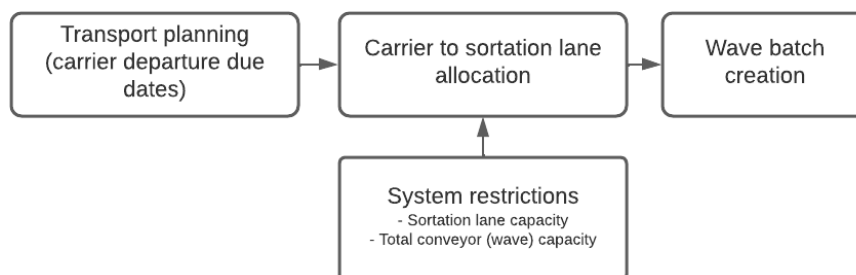 Transport planning
(carrier departure due
dates)
Carrier to sortation lane
allocation
Wave batch
creation
System restrictions
- Sortation lane capacity
- Total conveyor (wave) capacity